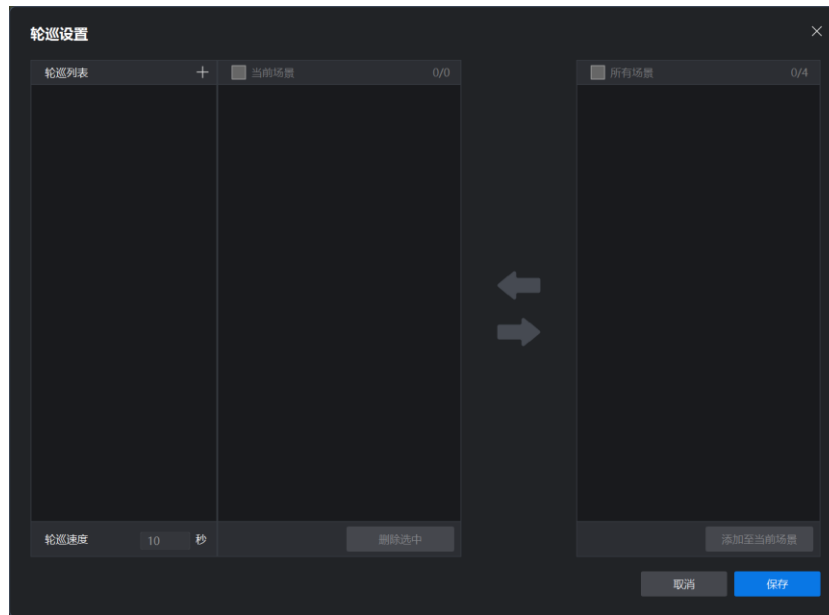 轮巡设置
轮巡列表
当前场景 0/0
所有场景 0/4
轮巡速度 10 秒
删除选中
添加至当前场景
取消
保存